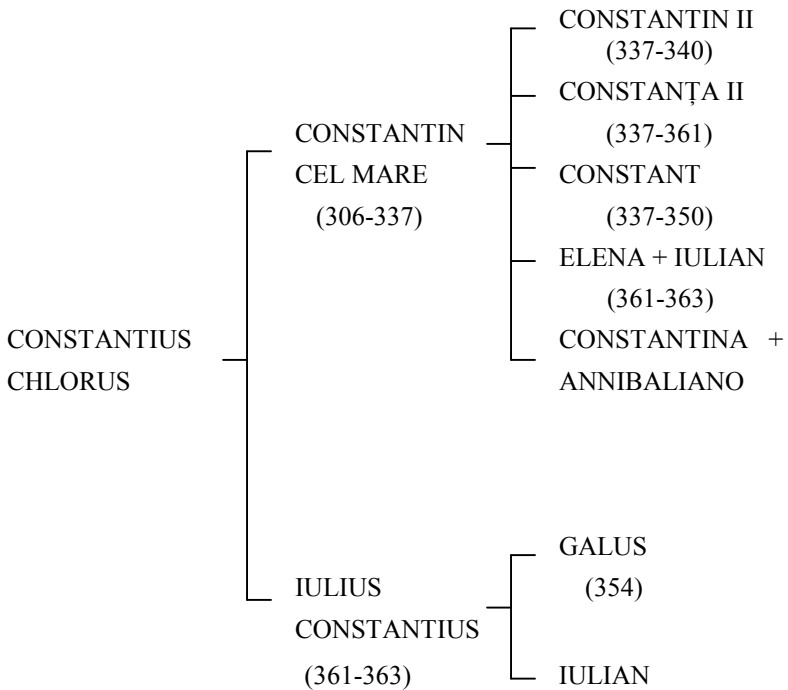 CONSTANTIUS
CHLORUS
CONSTANTIN
CEL MARE
(306-337)
CONSTANTIN II
(337-340)
CONSTANȚA II
(337-361)
CONSTANT
(337-350)
ELENA + IULIAN
(361-363)
CONSTANTINA +
ANNIBALIANO
IULIUS
CONSTANTIUS
(361-363)
GALUS
(354)
IULIAN